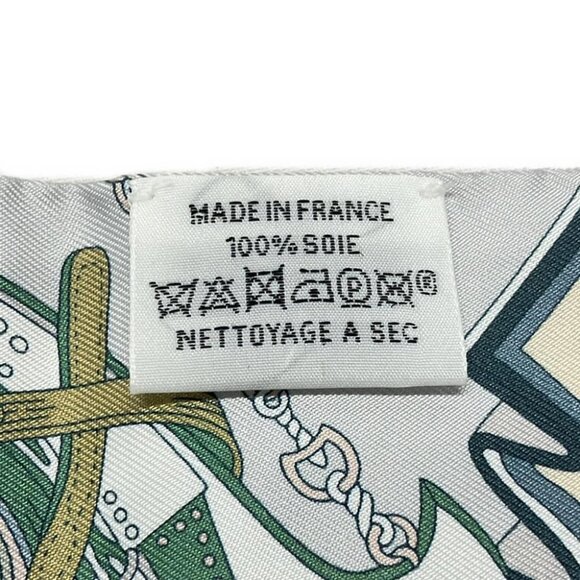 MADE IN FRANCE
100% SOIE
P ®
NETTOYAGE A SEC